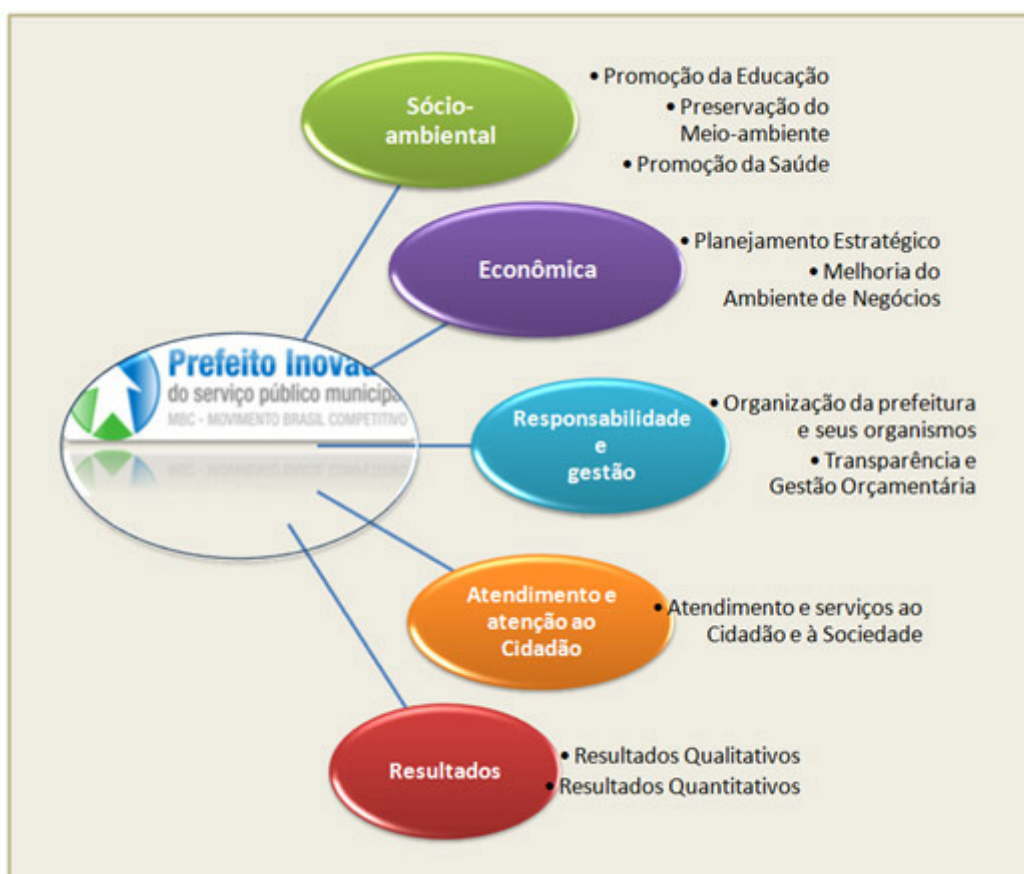 Sócio-
ambiental
• Promoção da Educação
• Preservação do
Meio-ambiente
• Promoção da Saúde
Econômica
• Planejamento Estratégico
• Melhoria do
Ambiente de Negócios
Prefeito
do serviço público
MBC - MOVIMENTO BRASIL COMPETITIVO
Responsabilidade
e
gestão
• Organização da prefeitura
e seus organismos
• Transparência e
Gestão Orçamentária
Atendimento e
atenção ao
Cidadão
• Atendimento e serviços ao
Cidadão e à Sociedade
Resultados
• Resultados Qualitativos
• Resultados Quantitativos